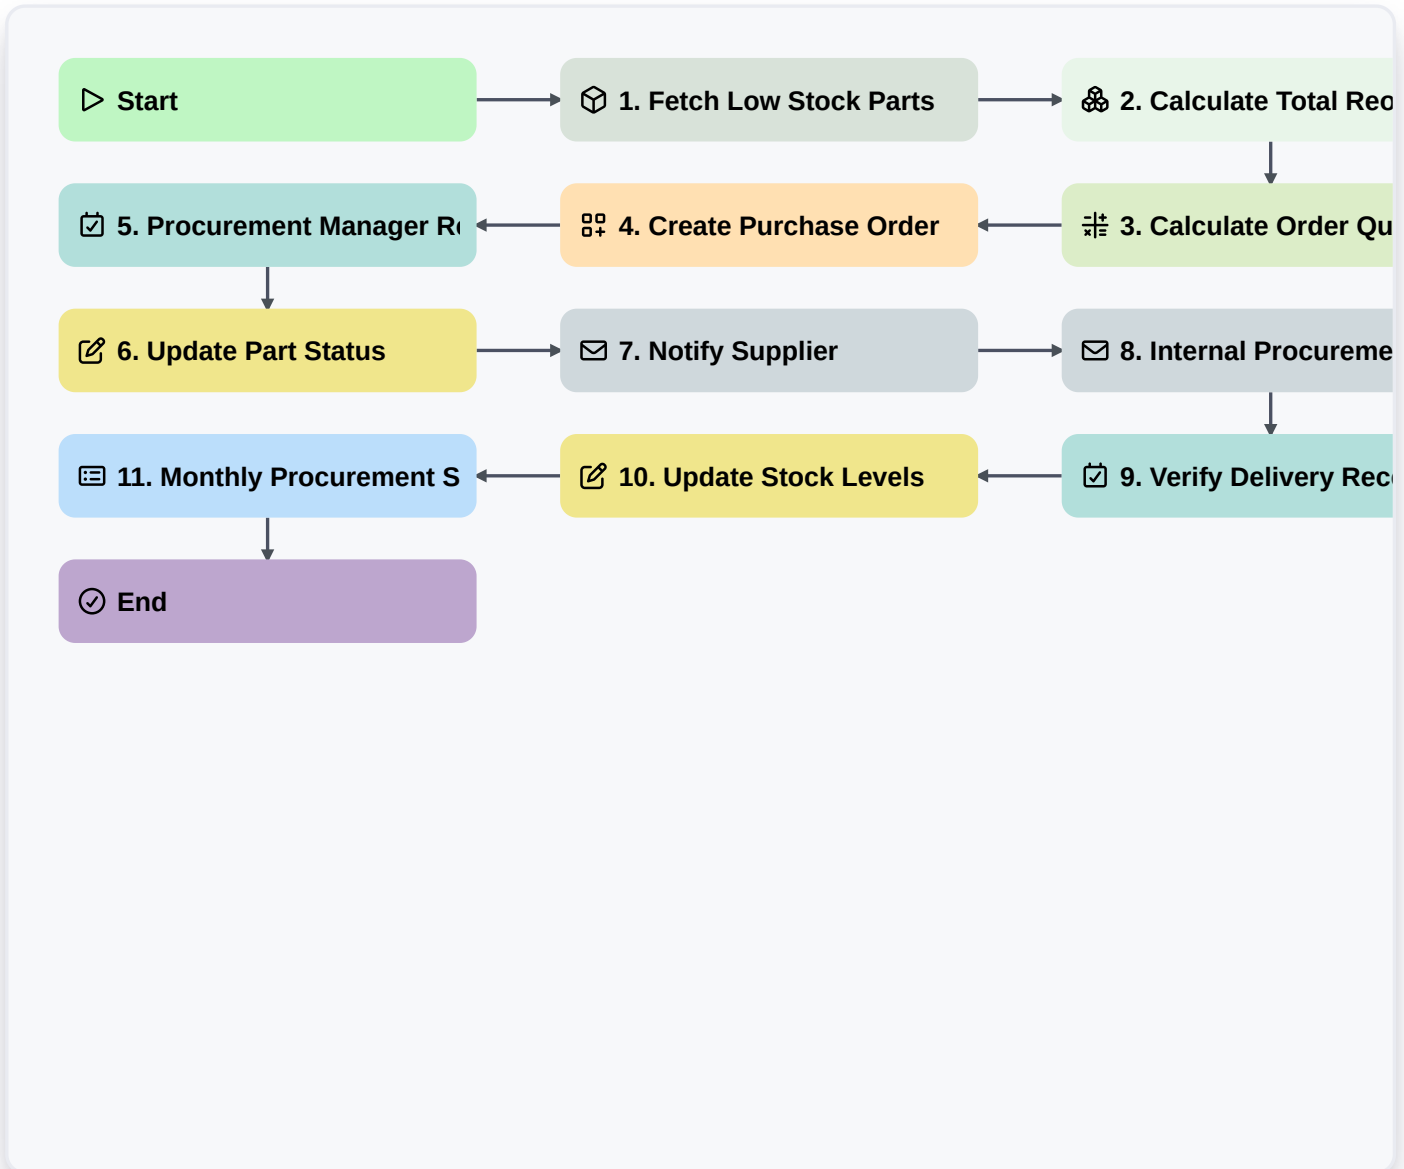 Start
1. Fetch Low Stock Parts
2. Calculate Total Reo
5. Procurement Manager Re
4. Create Purchase Order
3. Calculate Order Qu
6. Update Part Status
7. Notify Supplier
8. Internal Procureme
11. Monthly Procurement S
10. Update Stock Levels
9. Verify Delivery Rec
End